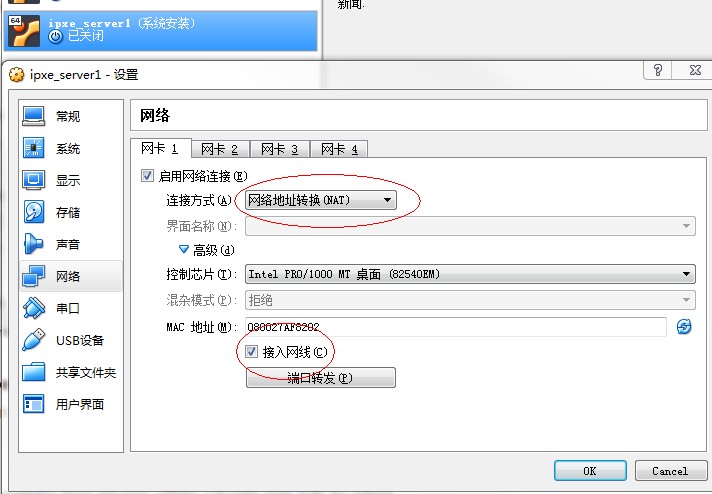 新闻.
64
ipxe_server1 (系统安装)
已关闭
ipxe_server1 - 设置
?
常规
系统
显示
存储
声音
网络
串口
USB设备
共享文件夹
用户界面
网络
网卡 1
网卡 2
网卡 3
网卡 4
启用网络连接(E)
连接方式(A)
网络地址转换(NAT)
界面名称(N):
高级(d)
控制芯片(T):
Intel PRO/1000 MT 桌面 (82540EM)
混杂模式(P):
拒绝
MAC 地址(M):
080027AF8202
接入网线(C)
端口转发(P)
OK
Cancel